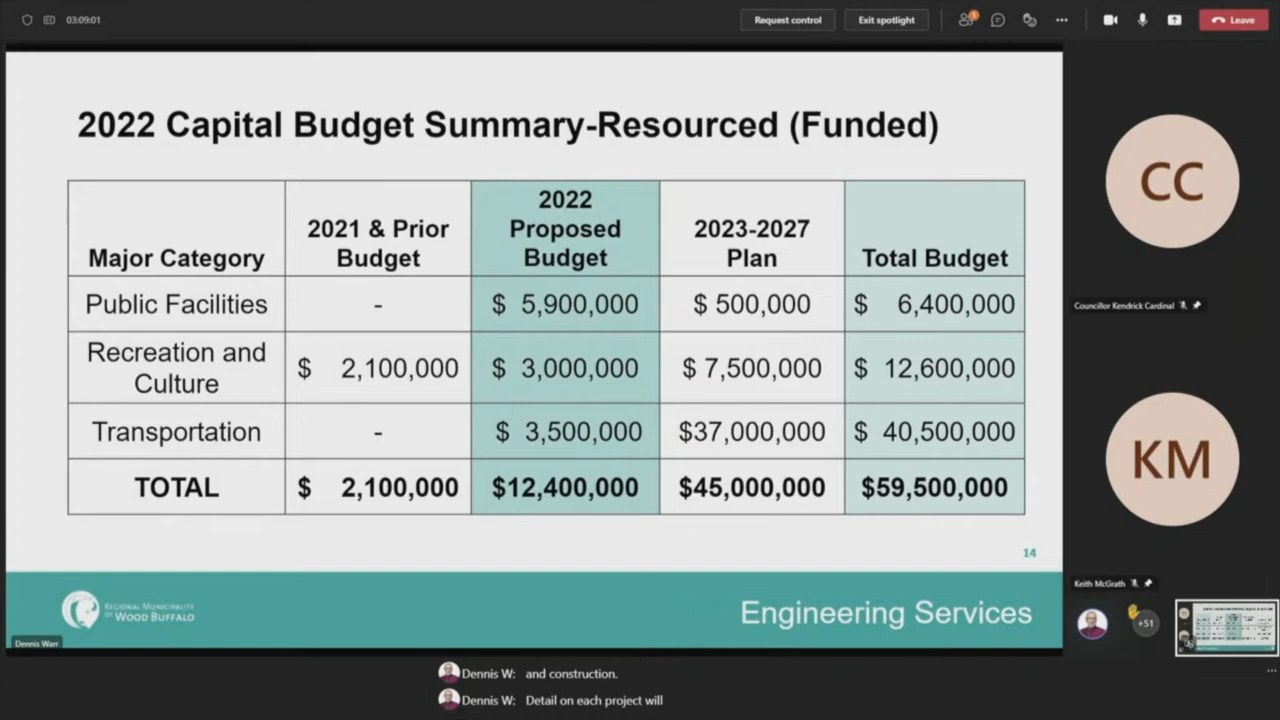 03:09:01
Request control
Exit spotlight
1
Leave
2022 Capital Budget Summary-Resourced (Funded)
Major Category
2021 & Prior
Budget
2022
Proposed
Budget
2023-2027
Plan
Total Budget
Public Facilities - $ 5,900,000 $ 500,000 $ 6,400,000
Recreation and
Culture
$ 2,100,000 $ 3,000,000 $ 7,500,000 $ 12,600,000
Transportation - $ 3,500,000 $37,000,000 $ 40,500,000
TOTAL $ 2,100,000 $12,400,000 $45,000,000 $59,500,000
14
REGIONAL MUNICIPALITY
OF WOOD BUFFALO
Engineering Services
Dennis Warr
CC
Councillor Kendrick Cardinal
KM
Keith McGrath
+51
Dennis W: and construction.
Dennis W: Detail on each project will